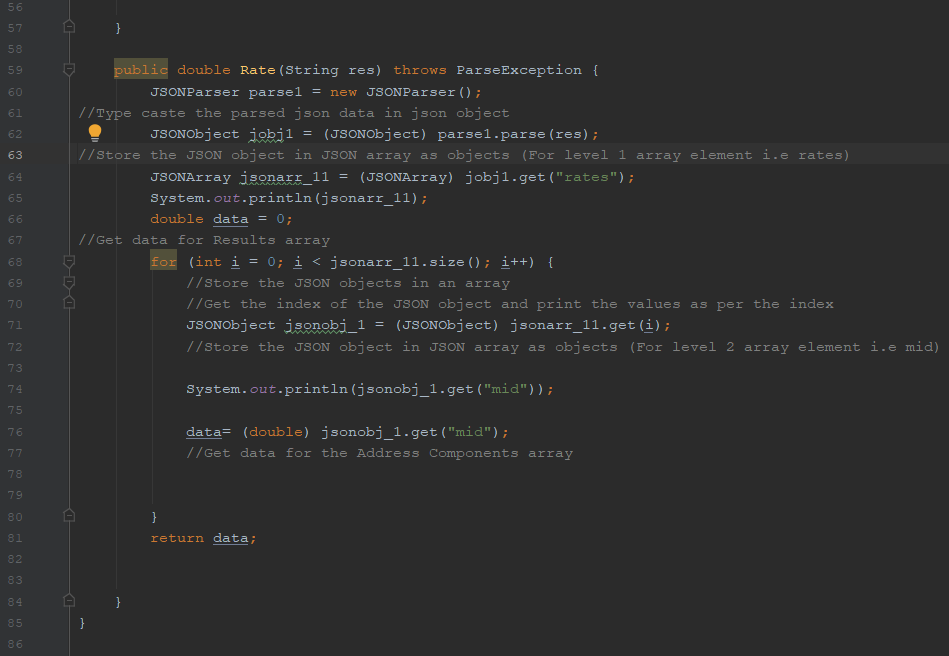 56
57 }
58
59 public double Rate(String res) throws ParseException {
60 JSONParser parse1 = new JSONParser();
61 //Type caste the parsed json data in json object
62 JSONObject jobj1 = (JSONObject) parse1.parse(res);
63 //Store the JSON object in JSON array as objects (For level 1 array element i.e rates)
64 JSONArray jsonarr_11 = (JSONArray) jobj1.get("rates");
65 System.out.println(jsonarr_11);
66 double data = 0;
67 //Get data for Results array
68 for (int i = 0; i < jsonarr_11.size(); i++) {
69 //Store the JSON objects in an array
70 //Get the index of the JSON object and print the values as per the index
71 JSONObject jsonobj_1 = (JSONObject) jsonarr_11.get(i);
72 //Store the JSON object in JSON array as objects (For level 2 array element i.e mid)
73
74 System.out.println(jsonobj_1.get("mid"));
75
76 data= (double) jsonobj_1.get("mid");
77 //Get data for the Address Components array
78
79
80 }
81 return data;
82
83
84 }
85 }
86